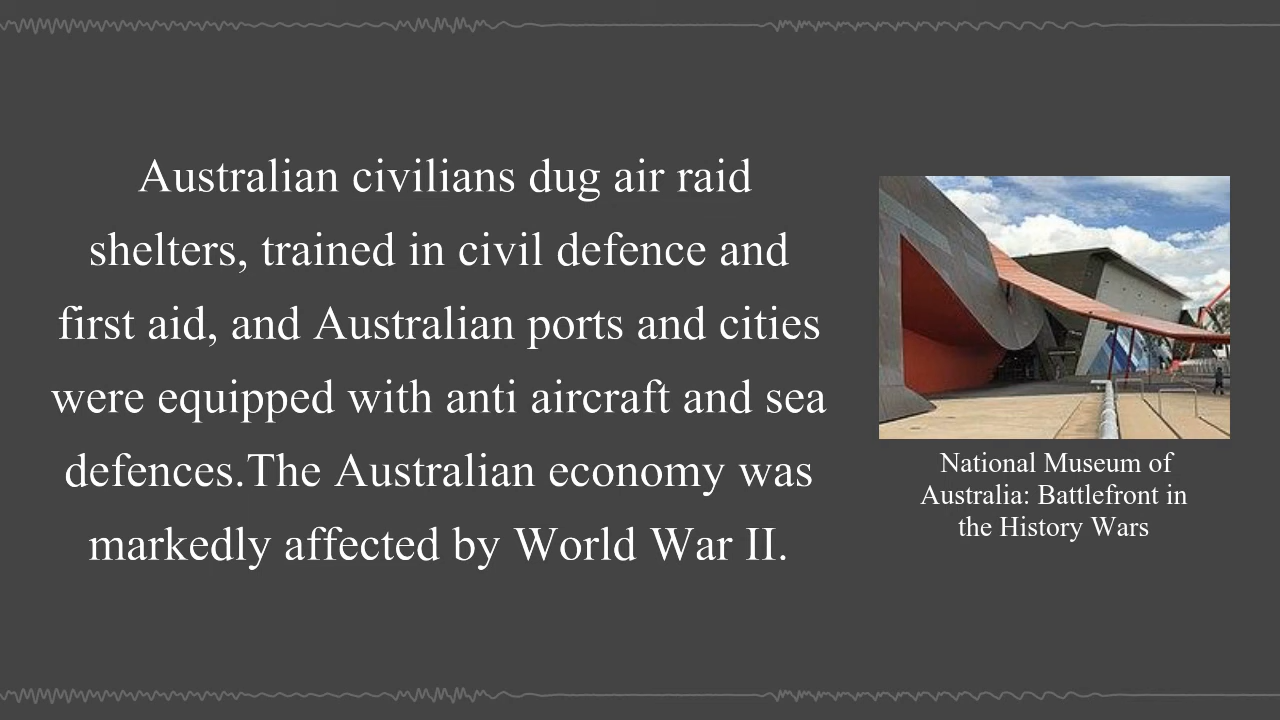 Australian civilians dug air raid
shelters, trained in civil defence and
first aid, and Australian ports and cities
were equipped with anti aircraft and sea
defences.The Australian economy was
markedly affected by World War II.
National Museum of
Australia: Battlefront in
the History Wars